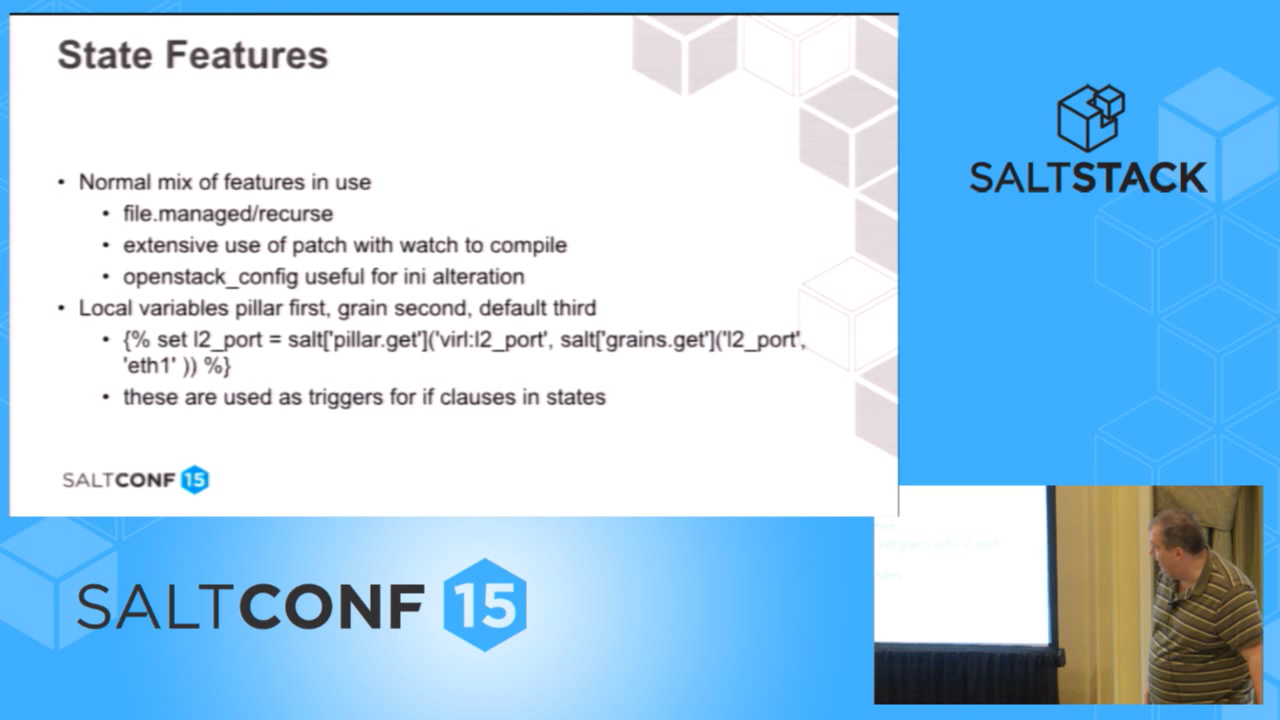 State Features
• Normal mix of features in use
• file.managed/recurse
• extensive use of patch with watch to compile
• openstack_config useful for ini alteration
• Local variables pillar first, grain second, default third
• {% set l2_port = salt['pillar.get']('virl:l2_port', salt['grains.get']('l2_port',
'eth1' )) %}
• these are used as triggers for if clauses in states
SALTCONF 15
SALTSTACK
SALTCONF 15